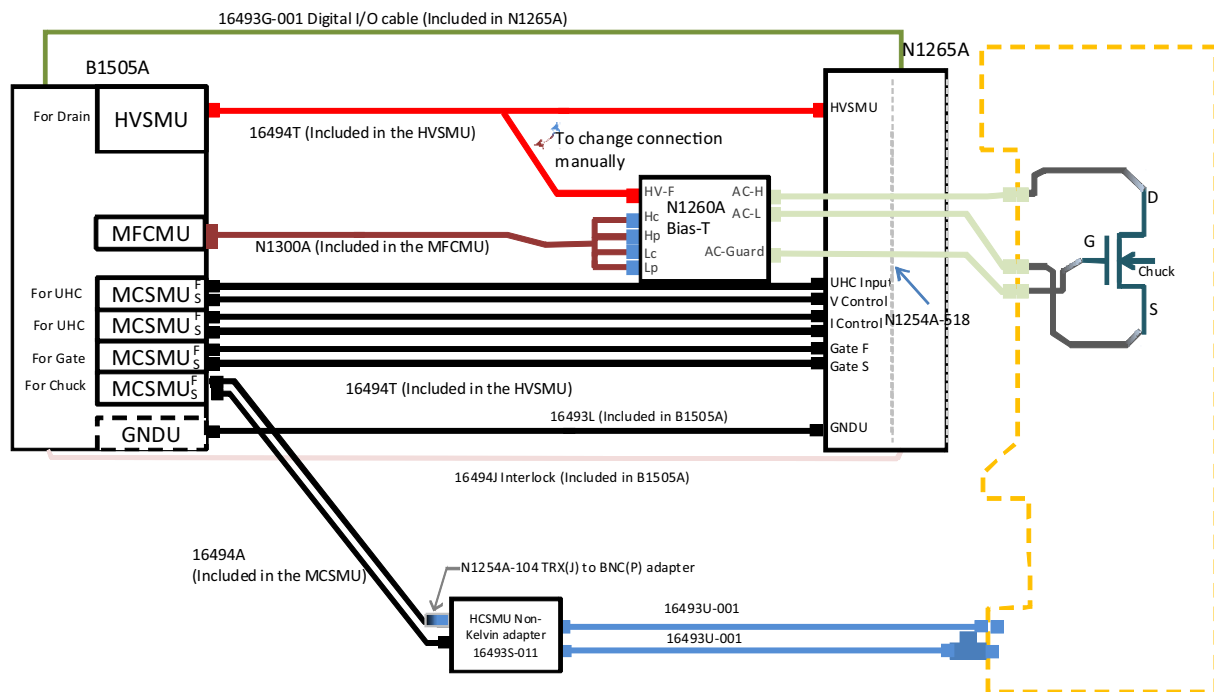 16493G-001 Digital I/O cable (Included in N1265A)
N1265A
B1505A
For Drain
HVSMU
HVSMU
16494T (Included in the HVSMU)
To change connection
manually
HV-F
AC-H
N1260A
Bias-T
Hc
Hp
Lc
Lp
AC-L
AC-Guard
MFCMU
N1300A (Included in the MFCMU)
D
G
Chuck
S
For UHC
MCSMU
F
S
UHC Input
V Control
For UHC
MCSMU
F
S
I Control
N1254A-518
For Gate
MCSMU
F
S
Gate F
Gate S
For Chuck
MCSMU
F
S
16494T (Included in the HVSMU)
16493L (Included in B1505A)
GNDU
GNDU
16494J Interlock (Included in B1505A)
16494A
(Included in the MCSMU)
N1254A-104 TRX(J) to BNC(P) adapter
HCSMU Non-
Kelvin adapter
16493S-011
16493U-001
16493U-001